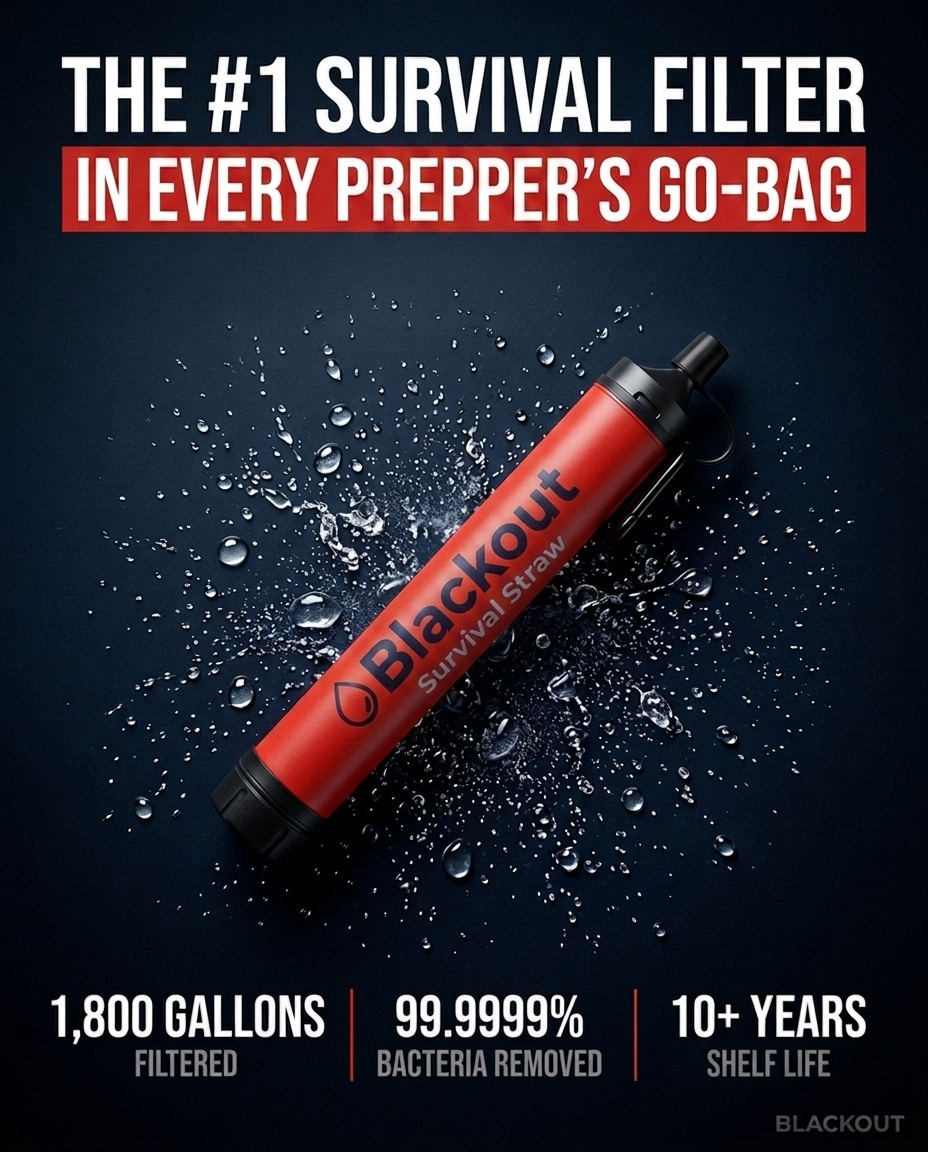 THE #1 SURVIVAL FILTER
IN EVERY PREPPER'S GO-BAG
Blackout
Survival Straw
1,800 GALLONS
FILTERED
99.9999%
BACTERIA REMOVED
10+ YEARS
SHELF LIFE
BLACKOUT